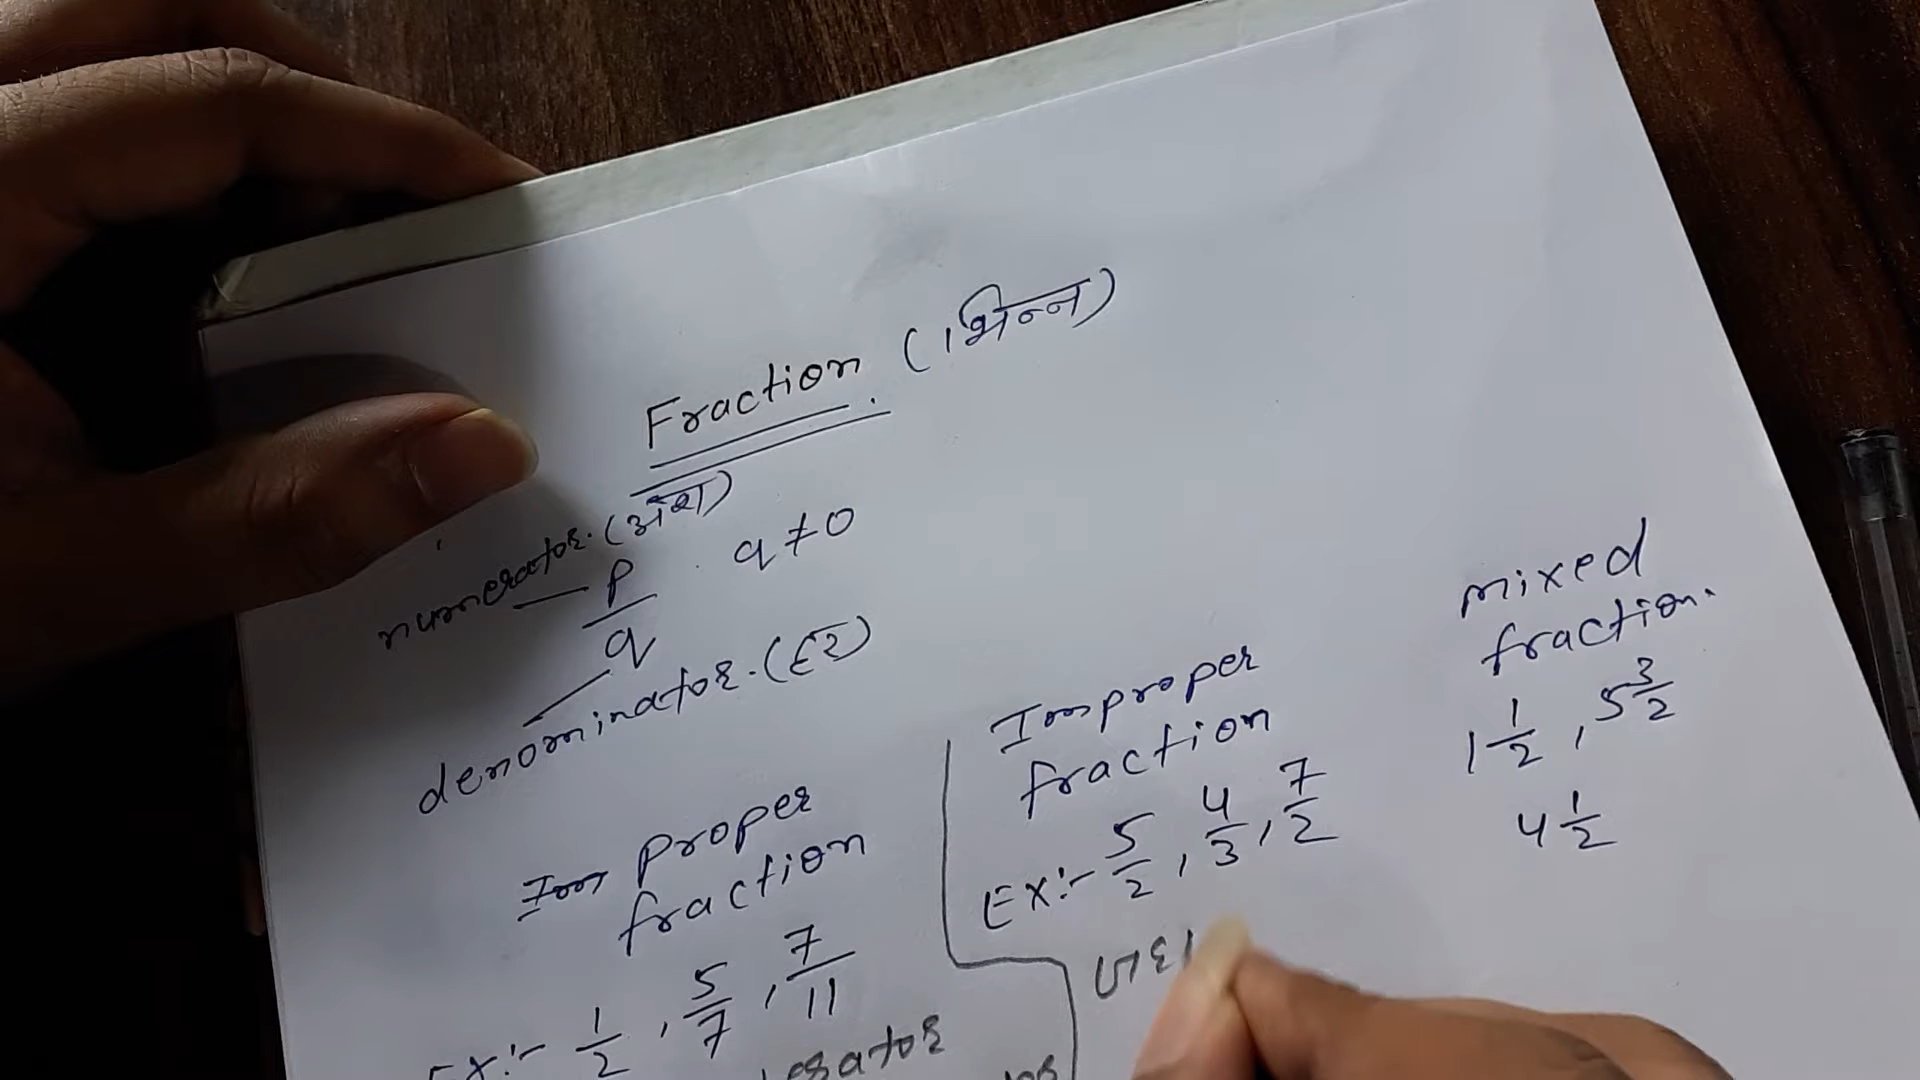 Fraction (भिन्न)
numerator. (अंश)
p/q q ≠ 0
denominator. (हर)
proper
fraction
Ex:- 1/2, 5/7, 7/11
Improper
fraction
Ex:- 5/2, 4/3, 7/2
mixed
fraction.
1 1/2, 5 3/2
4 1/2